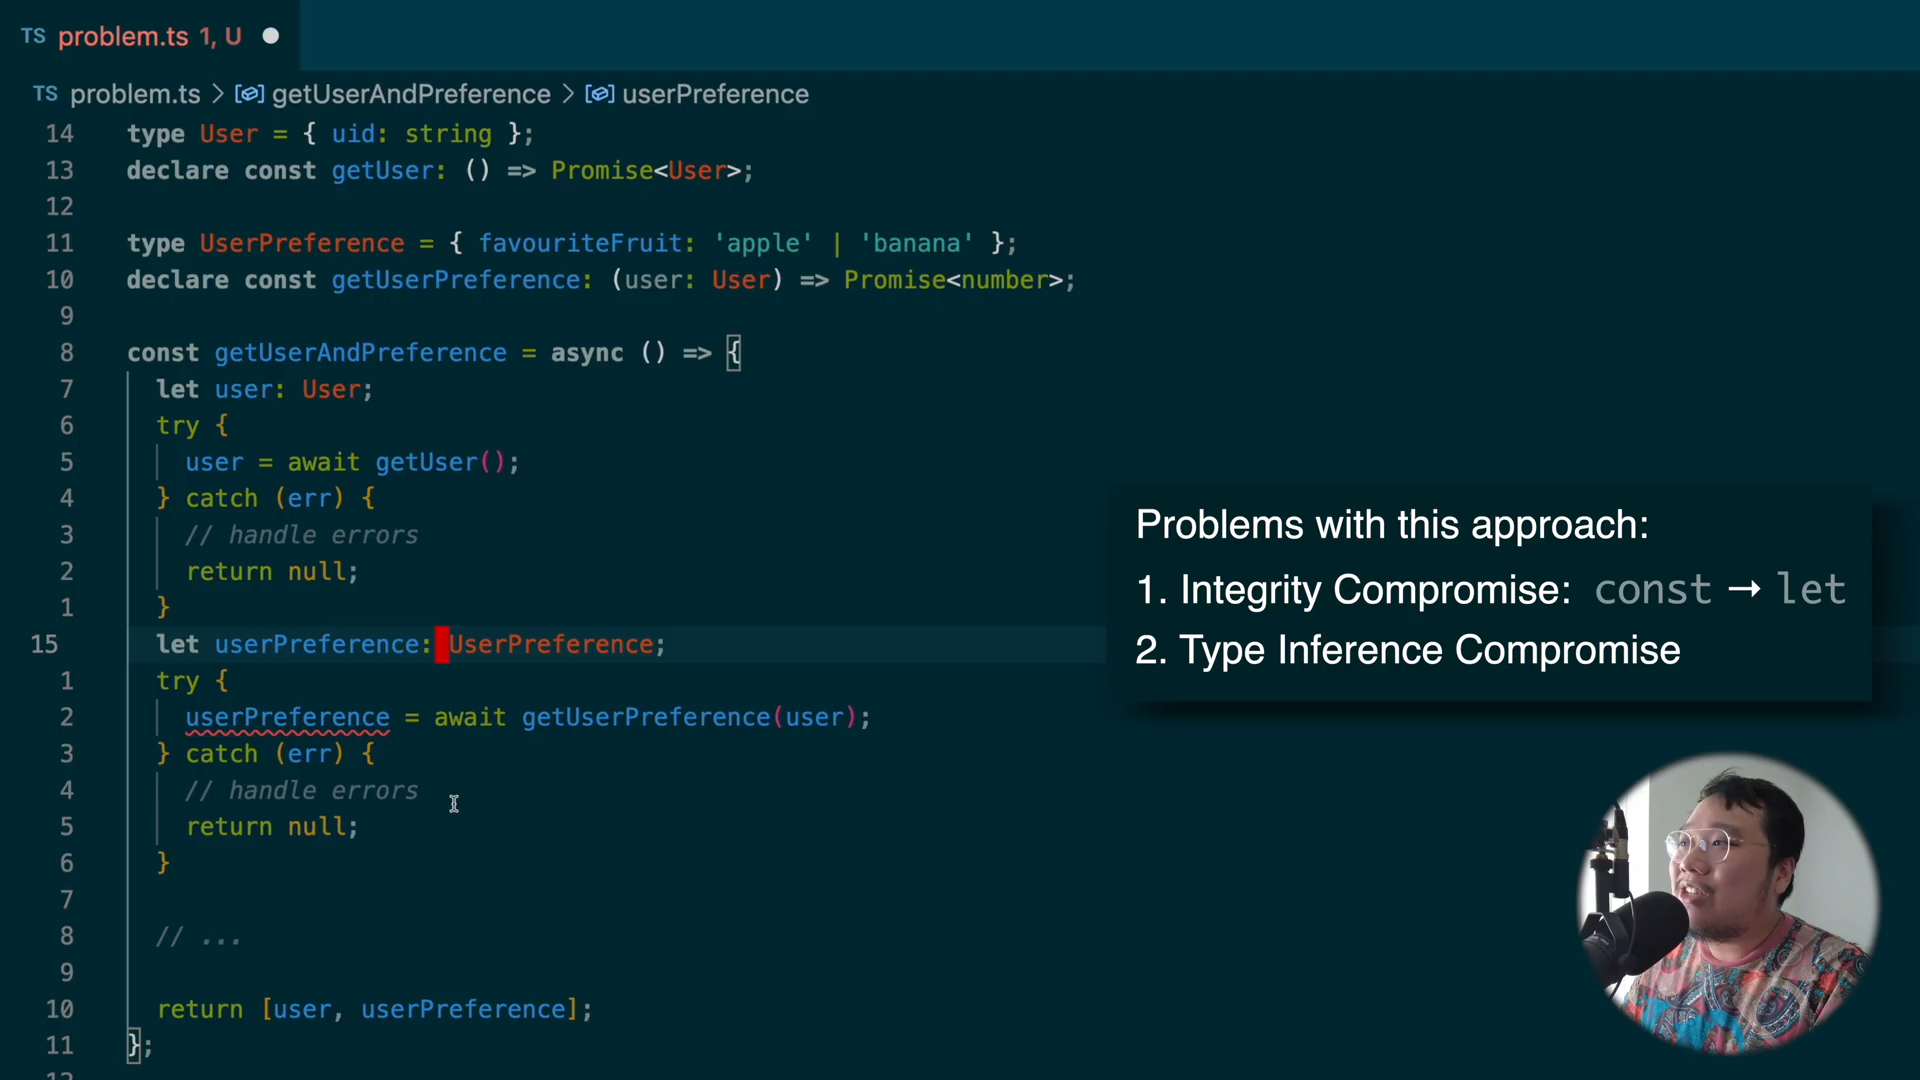 TS problem.ts 1, U
TS problem.ts > getUserAndPreference > userPreference
14 type User = { uid: string };
13 declare const getUser: () => Promise<User>;
12
11 type UserPreference = { favouriteFruit: 'apple' | 'banana' };
10 declare const getUserPreference: (user: User) => Promise<number>;
9
8 const getUserAndPreference = async () => {
7 let user: User;
6 try {
5 user = await getUser();
4 } catch (err) {
3 // handle errors
2 return null;
1 }
15 let userPreference: UserPreference;
1 try {
2 userPreference = await getUserPreference(user);
3 } catch (err) {
4 // handle errors
5 return null;
6 }
7
8 // ...
9
10 return [user, userPreference];
11 };
12
Problems with this approach:
1. Integrity Compromise: const → let
2. Type Inference Compromise